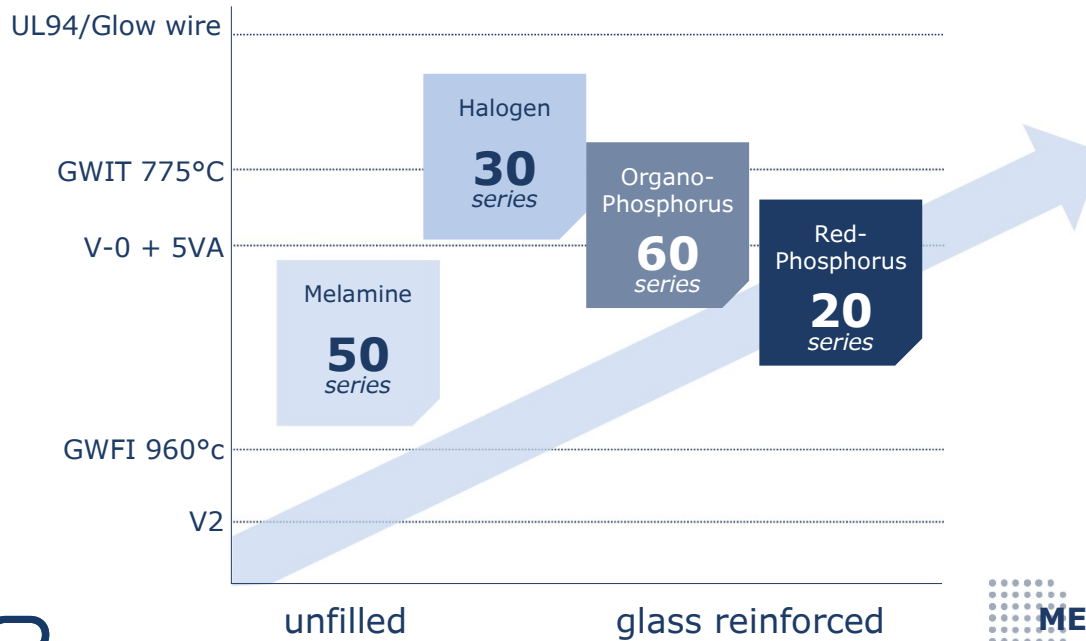 UL94/Glow wire
Halogen
30
series
GWIT 775°C
Organo-
Phosphorus
60
series
V-0 + 5VA
Red-
Phosphorus
20
series
Melamine
50
series
GWFI 960°c
V2
unfilled
glass reinforced
ME